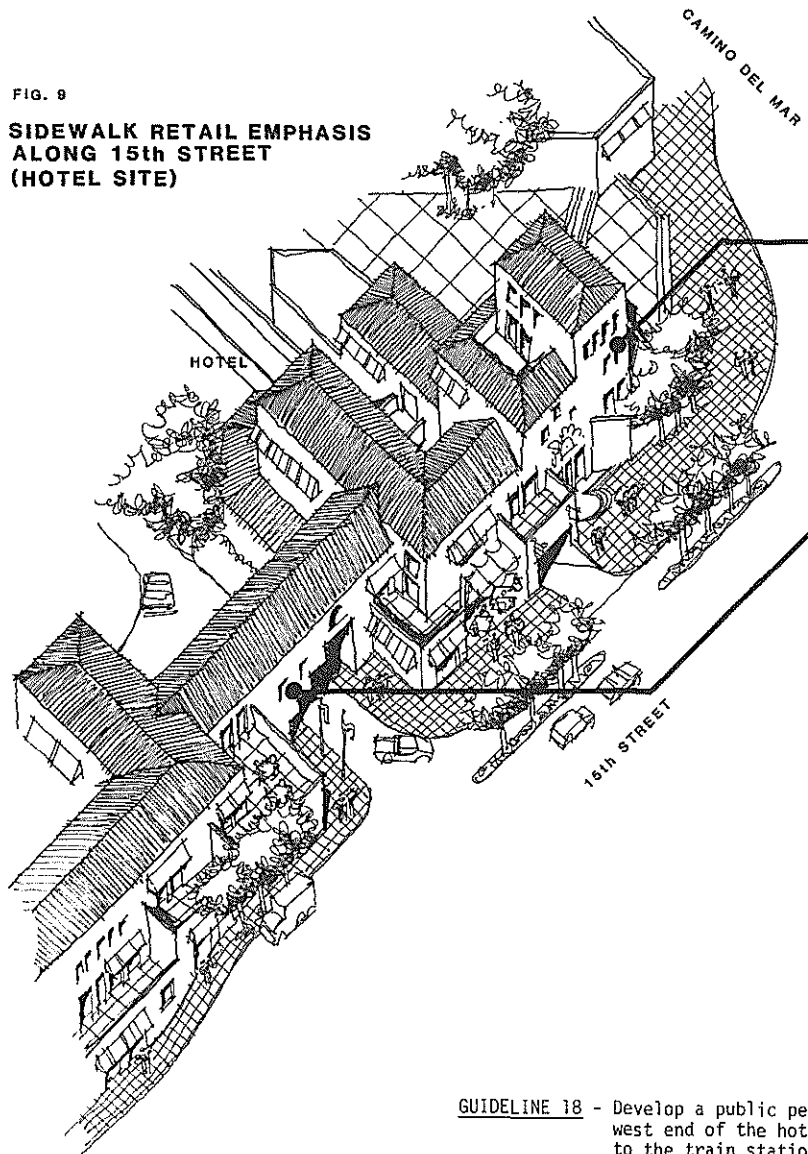 FIG. 9
SIDEWALK RETAIL EMPHASIS
ALONG 15th STREET
(HOTEL SITE)
CAMINO DEL MAR
HOTEL
15th STREET
GUIDELINE 18 - Develop a public pe
west end of the hot
to the train statio